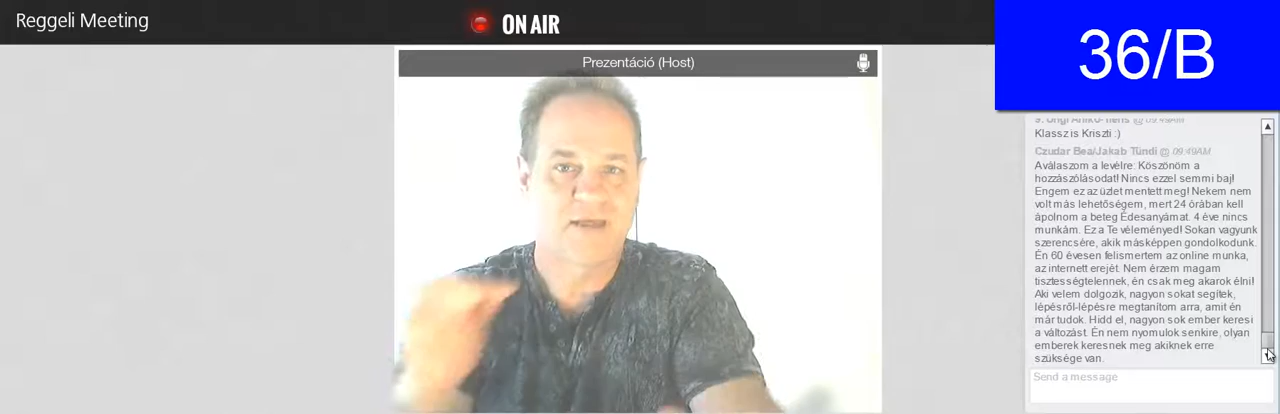 Reggeli Meeting
ON AIR
36/B
Prezentáció (Host)
Klassz is Kriszti :)
Czudar Bea/Jakab Tündi @ 09:49AM
A válaszom a levélre: Köszönöm a
hozzászólásodat! Nincs ezzel semmi baj!
Engem ez az üzlet mentett meg! Nekem nem
volt más lehetőségem, mert 24 órában kell
ápolnom a beteg Édesanyámat. 4 éve nincs
munkám. Ez a Te véleményed! Sokan vagyunk
szerencsére, akik másképpen gondolkodunk.
Én 60 évesen felismertem az online munka,
az internett erejét. Nem érzem magam
tisztességtelennek, én csak meg akarok élni!
Aki velem dolgozik, nagyon sokat segítek,
lépésről-lépésre megtanítom arra, amit én
már tudok. Hidd el, nagyon sok ember keresi
a változást. Én nem nyomulok senkire, olyan
emberek keresnek meg akiknek erre
szüksége van.
Send a message